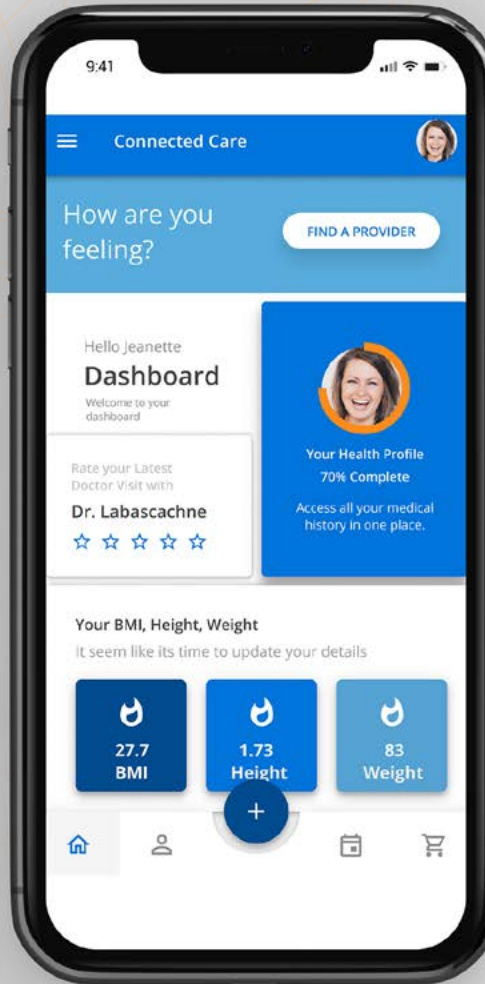 9:41
Connected Care
How are you
feeling?
FIND A PROVIDER
Hello Jeanette
Dashboard
Welcome to your
dashboard
Rate your Latest
Doctor Visit with
Dr. Labascachne
Your Health Profile
70% Complete
Access all your medical
history in one place.
Your BMI, Height, Weight
It seem like its time to update your details
27.7
BMI
1.73
Height
83
Weight